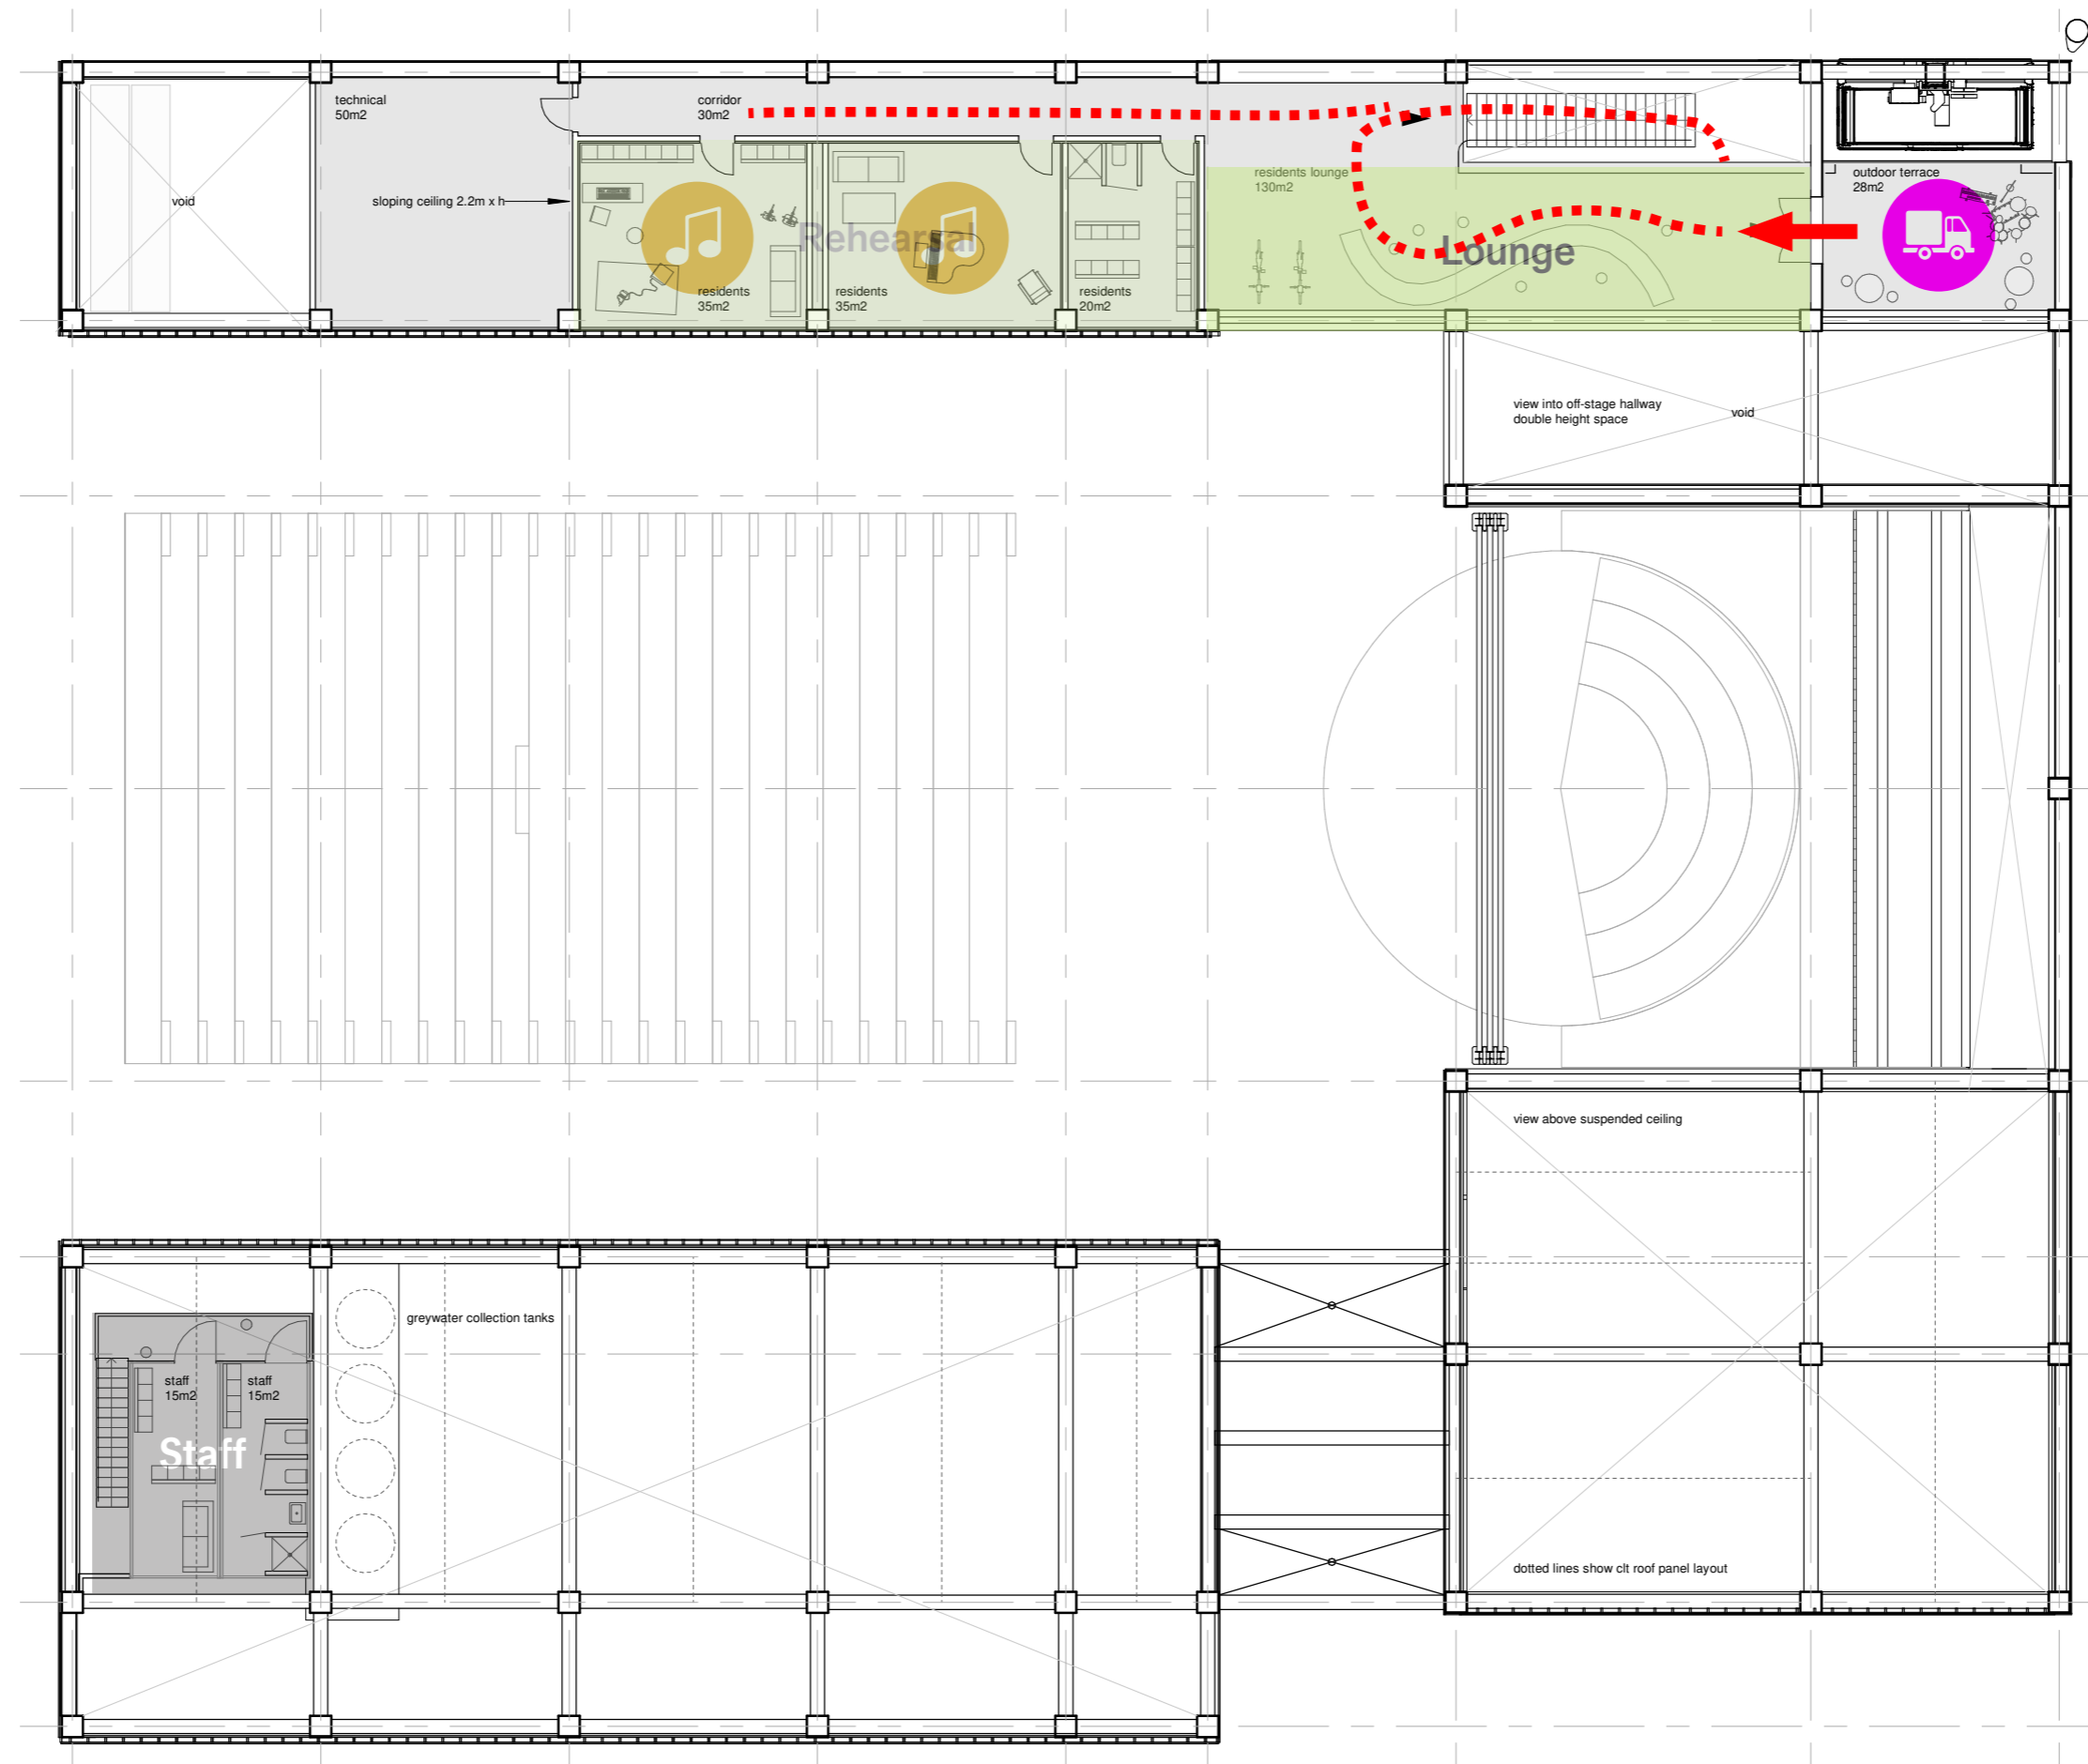 technical
50m2
corridor
30m2
void
sloping ceiling 2.2m x h
Rehearsal
residents
35m2
residents
35m2
residents
20m2
residents lounge
130m2
Lounge
outdoor terrace
28m2
view into off-stage hallway
double height space
void
view above suspended ceiling
greywater collection tanks
staff
15m2
staff
15m2
Staff
dotted lines show clt roof panel layout